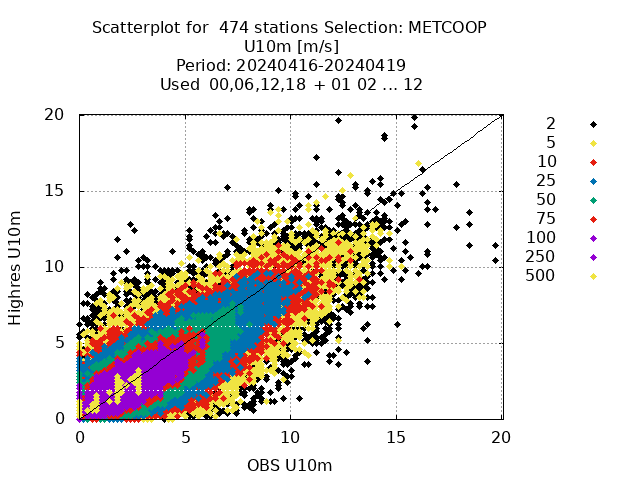 Scatterplot for  474 stations Selection: METCOOP
U10m [m/s]
Period: 20240416-20240419
Used  00,06,12,18 + 01 02 ... 12
Highres U10m
20
15
10
5
0
0 5 10 15 20
OBS U10m
2
5
10
25
50
75
100
250
500